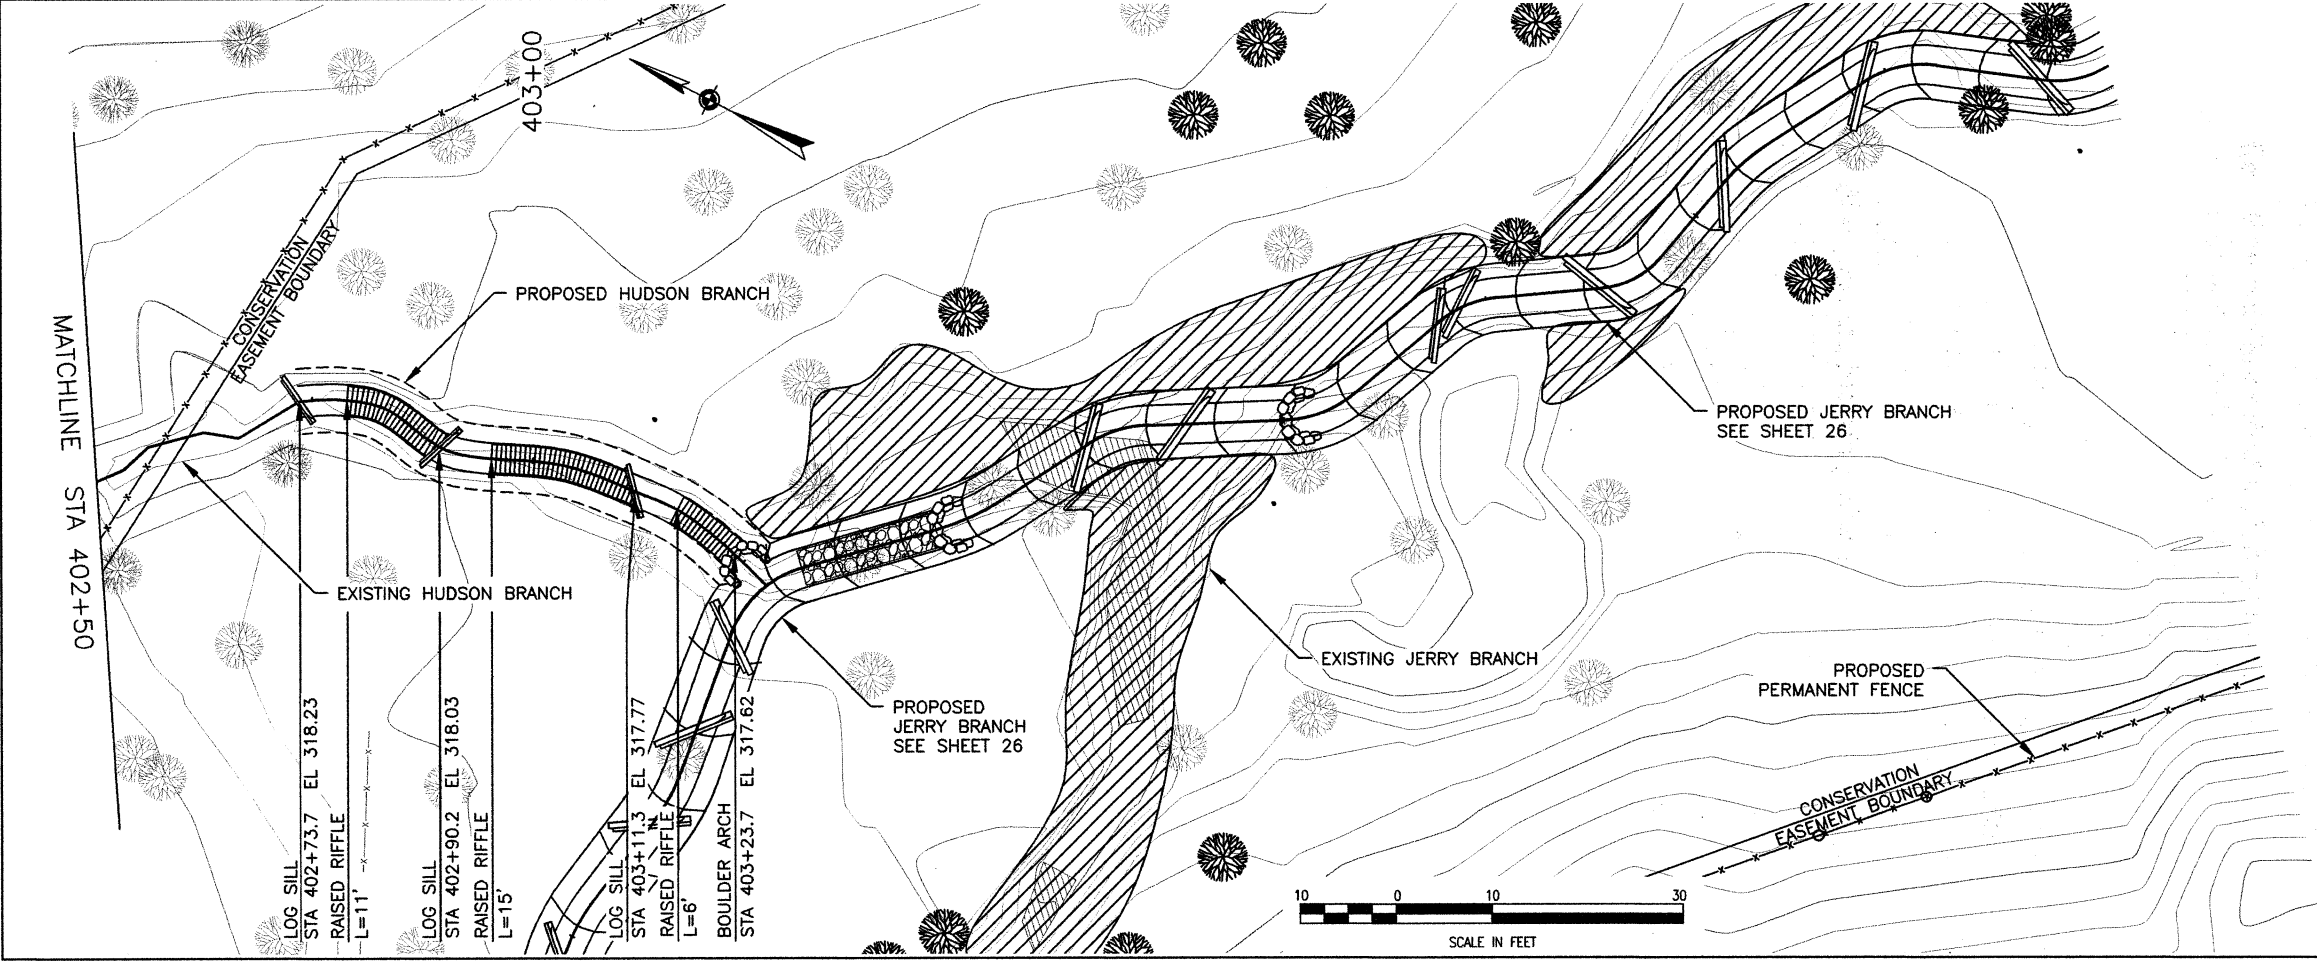 403+00
CONSERVATION
EASEMENT BOUNDARY
PROPOSED HUDSON BRANCH
MATCHLINE STA 402+50
EXISTING HUDSON BRANCH
PROPOSED JERRY BRANCH
SEE SHEET 26
EXISTING JERRY BRANCH
PROPOSED
JERRY BRANCH
SEE SHEET 26
PROPOSED
PERMANENT FENCE
CONSERVATION
EASEMENT BOUNDARY
LOG SILL
STA 402+73.7 EL 318.23
RAISED RIFFLE
L=11'
LOG SILL
STA 402+90.2 EL 318.03
RAISED RIFFLE
L=15'
LOG SILL
STA 403+11.3 EL 317.77
RAISED RIFFLE
L=6'
BOULDER ARCH
STA 403+23.7 EL 317.62
10 0 10 30
SCALE IN FEET